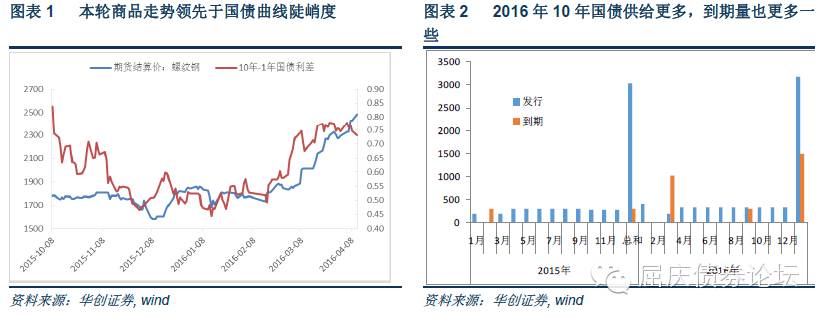 图表 1 本轮商品走势领先于国债曲线陡峭度
期货结算价：螺纹钢 10年-1年国债利差
2700
2500
2300
2100
1900
1700
1500
0.90
0.80
0.75
0.70
0.65
0.60
0.55
0.50
0.45
0.40
2015-10-08
2015-11-08
2015-12-08
2016-01-08
2016-02-08
2016-03-08
2016-04-08
资料来源：华创证券, wind
图表 2 2016 年 10 年国债供给更多，到期量也更多一
些
3500
3000
2500
2000
1500
1000
500
0
发行
到期
1月 3月 5月 7月 9月 11月 总和 2月 4月 6月 8月 10月 12月
2015年 2016年
屈庆债券论坛
资料来源：华创证券, wind